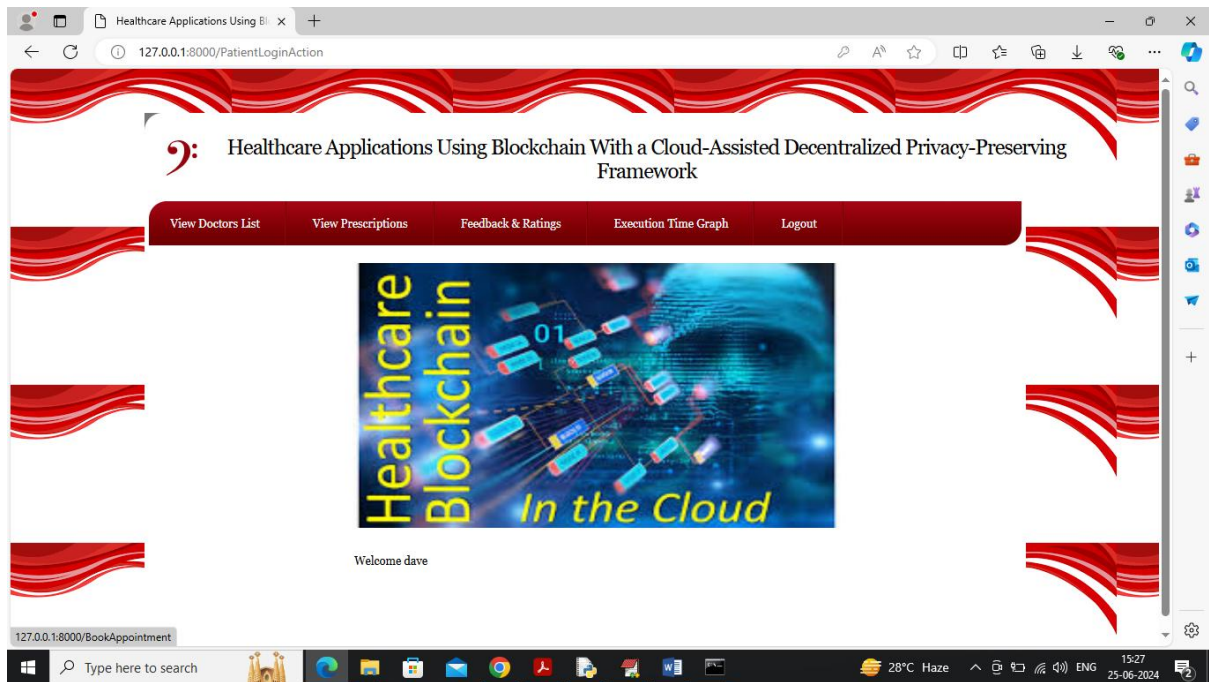 Healthcare Applications Using Bl
127.0.0.1:8000/PatientLoginAction
Healthcare Applications Using Blockchain With a Cloud-Assisted Decentralized Privacy-Preserving
Framework
View Doctors List View Prescriptions Feedback & Ratings Execution Time Graph Logout
Healthcare
Blockchain
01
In the Cloud
Welcome dave
127.0.0.1:8000/BookAppointment
Type here to search
28°C Haze
ENG
15:27
25-06-2024
2